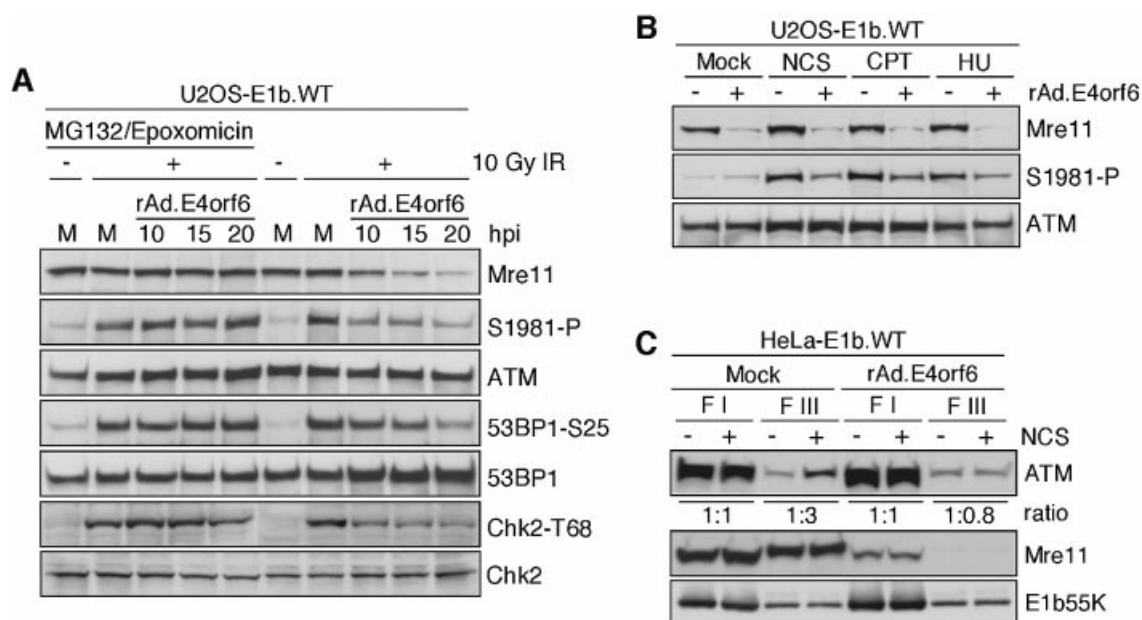 A
U2OS-E1b.WT
MG132/Epoxomicin
- + - + 10 Gy IR
rAd.E4orf6 rAd.E4orf6
M M 10 15 20 M M 10 15 20 hpi
Mre11
S1981-P
ATM
53BP1-S25
53BP1
Chk2-T68
Chk2
B
U2OS-E1b.WT
Mock NCS CPT HU
- + - + - + - + rAd.E4orf6
Mre11
S1981-P
ATM
C
HeLa-E1b.WT
Mock rAd.E4orf6
F I F III F I F III
- + - + - + - + NCS
ATM
1:1 1:3 1:1 1:0.8 ratio
Mre11
E1b55K